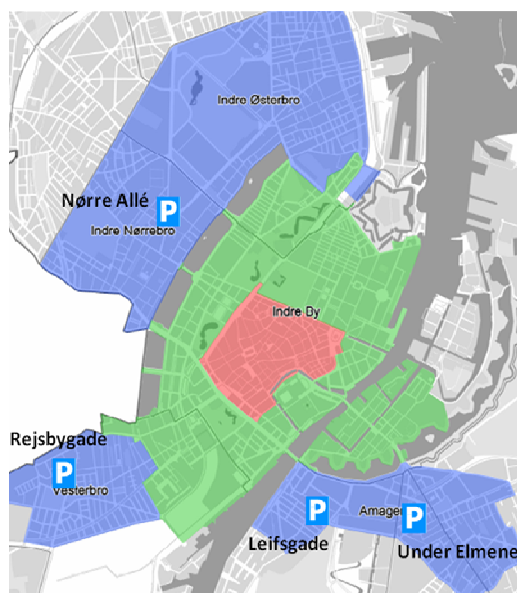 Indre Østerbro
Nørre Allé
P
Indre Nørrebro
Indre By
Rejsbygade
P
Vesterbro
P
Amager
P
Leifsgade
Under Elmene